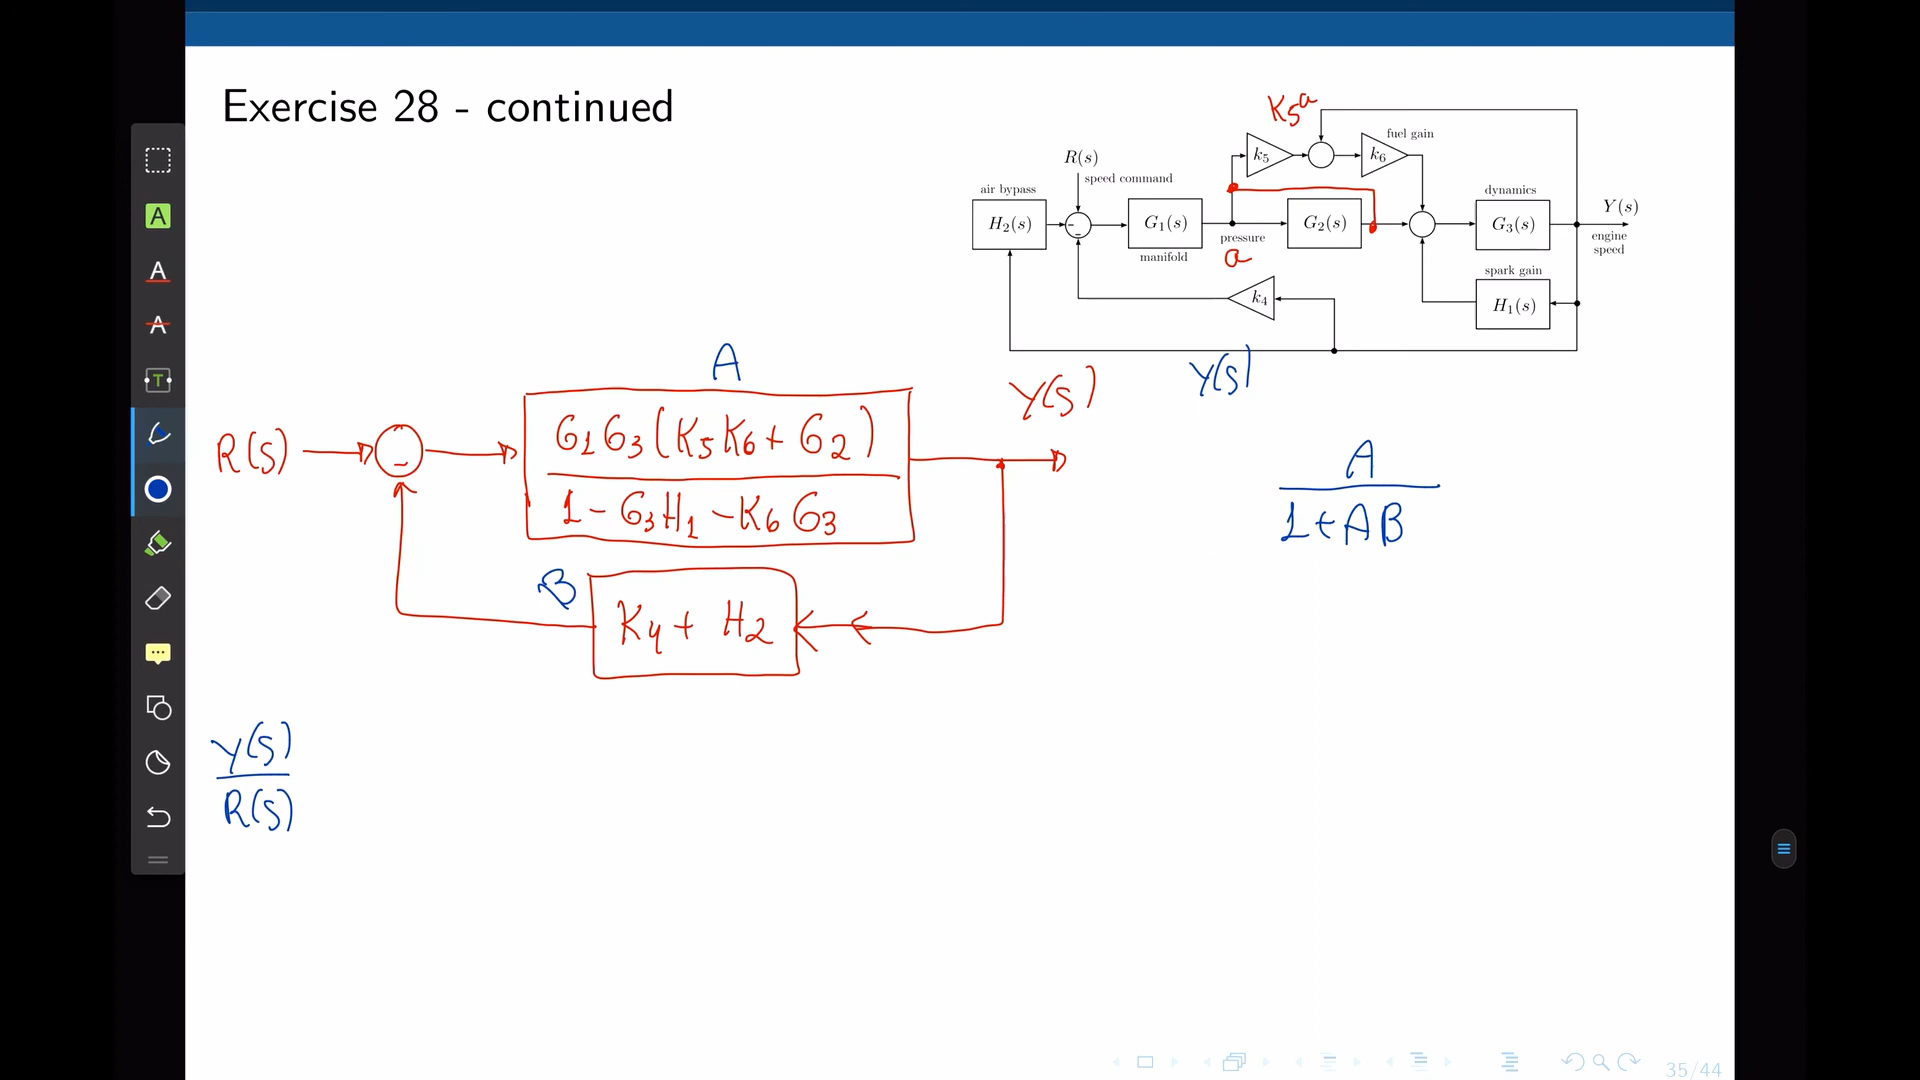 Exercise 28 - continued
K5a
fuel gain
k5
k6
R(s)
speed command
air bypass
dynamics
H2(s)
-
-
G1(s)
G2(s)
G3(s)
Y(s)
engine
speed
pressure
manifold
a
spark gain
k4
H1(s)
A
Y(s)
Y(s)
R(s)
-
G1G3(K5K6+G2)
1-G3H1-K6G3
A
1+AB
B
K4+ H2
Y(s)
R(s)
A
A
A
T
35/44